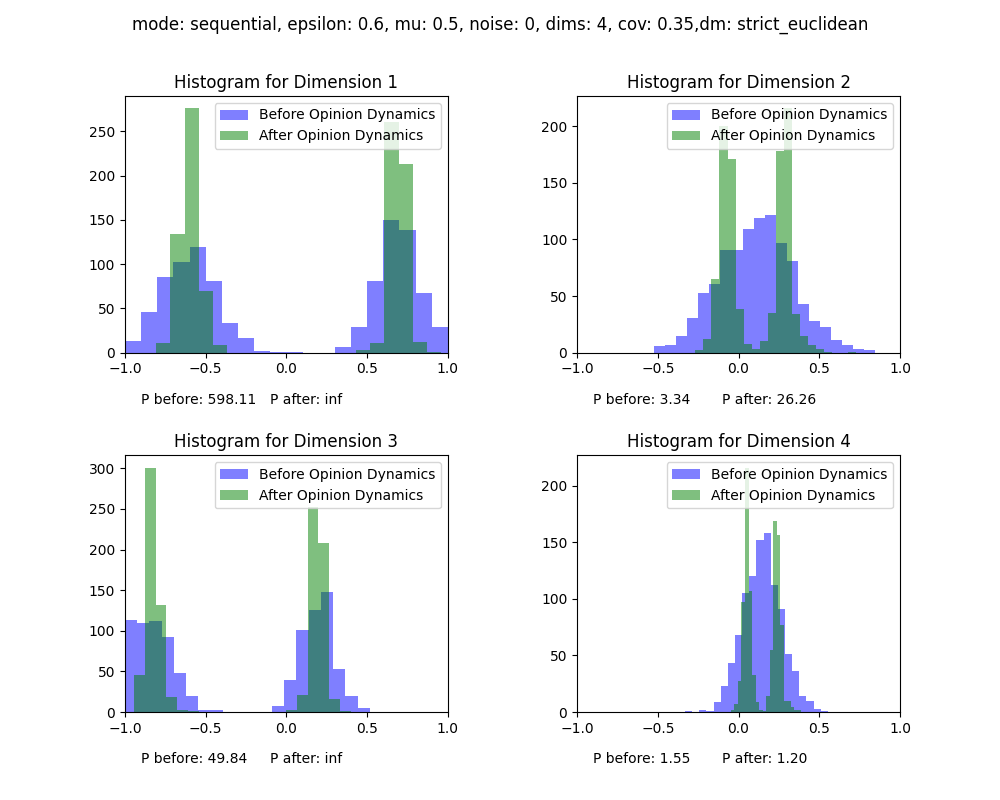 mode: sequential, epsilon: 0.6, mu: 0.5, noise: 0, dims: 4, cov: 0.35,dm: strict_euclidean
Histogram for Dimension 1
Before Opinion Dynamics
After Opinion Dynamics
250
200
150
100
50
0
−1.0 −0.5 0.0 0.5 1.0
P before: 598.11 P after: inf
Histogram for Dimension 2
Before Opinion Dynamics
After Opinion Dynamics
200
150
100
50
0
−1.0 −0.5 0.0 0.5 1.0
P before: 3.34 P after: 26.26
Histogram for Dimension 3
Before Opinion Dynamics
After Opinion Dynamics
300
250
200
150
100
50
0
−1.0 −0.5 0.0 0.5 1.0
P before: 49.84 P after: inf
Histogram for Dimension 4
Before Opinion Dynamics
After Opinion Dynamics
200
150
100
50
0
−1.0 −0.5 0.0 0.5 1.0
P before: 1.55 P after: 1.20